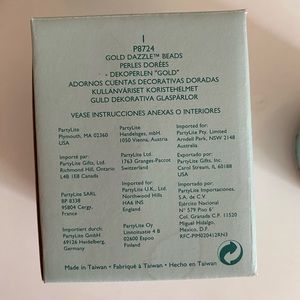 1
P8724
GOLD DAZZLE™ BEADS
PERLES DORÉES
- DEKOPERLEN "GOLD"
ADORNOS CUENTAS DECORATIVAS DORADAS
KULLANVÄRISET KORISTEHELMET
GULD DEKORATIVA GLASPÄRLOR
VEASE INSTRUCCIONES ANEXAS O INTERIORES
PartyLite
Plymouth, MA 02360
USA
PartyLite
Handelsges. mbH.
1050 Vienna, Austria
Imported for:
PartyLite Pty. Limited
Arndell Park, NSW 2148
Australia
Importé par:
PartyLite Gifts, Ltd.
Richmond Hill, Ontario
L4B 1E8 Canada
PartyLite Ltd.
1763 Granges-Paccot,
Switzerland
Exportado por:
PartyLite Gifts, Inc.
Carol Stream, IL 60188
USA
PartyLite SARL
BP 8338
95804 Cergy,
France
Imported for:
PartyLite U.K., Ltd.
Northwood Hills
HA6 INS
England
Importado por:
PartyLite Importaciones,
S.A. de C.V
Ejército Nacional
N° 579 Piso 6°
Col. Granada C.P. 11520
Miguel Hidalgo,
México, D.F.
RFC-PIM020412RN3
Importiert durch:
PartyLite GmbH
69126 Heidelberg,
Germany
PartyLite Oy
Linnoitustie 4 B
02600 Espoo
Finland
Made in Taiwan • Fabriqué à Taiwan • Hecho en Taiwan